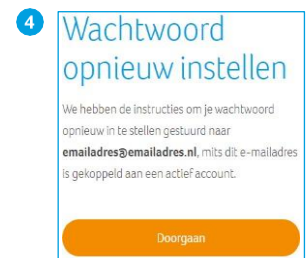 4
Wachtwoord
opnieuw instellen
We hebben de instructies om je wachtwoord
opnieuw in te stellen gestuurd naar
emailadres@emailadres.nl, mits dit e-mailadres
is gekoppeld aan een actief account.
Doorgaan